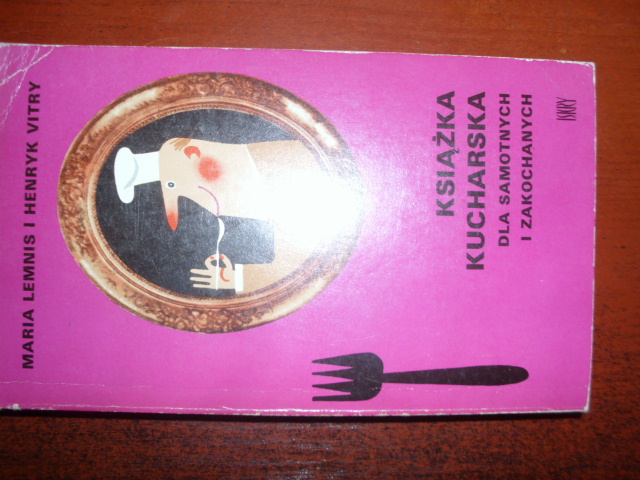 MARIA LEMNIS I HENRYK VITRY
KSIĄŻKA
KUCHARSKA
DLA SAMOTNYCH
I ZAKOCHANYCH
ISKRY